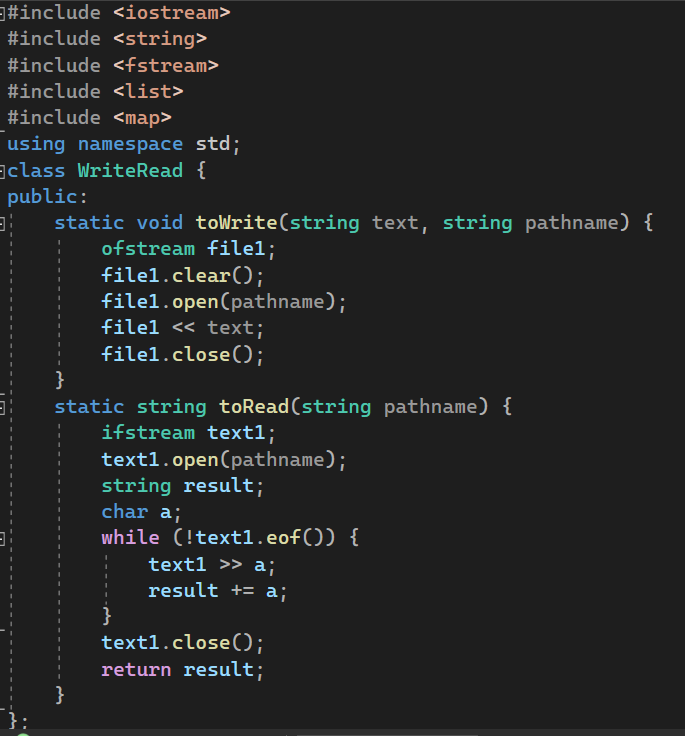 #include <iostream>
#include <string>
#include <fstream>
#include <list>
#include <map>
using namespace std;
class WriteRead {
public:
    static void toWrite(string text, string pathname) {
        ofstream file1;
        file1.clear();
        file1.open(pathname);
        file1 << text;
        file1.close();
    }
    static string toRead(string pathname) {
        ifstream text1;
        text1.open(pathname);
        string result;
        char a;
        while (!text1.eof()) {
            text1 >> a;
            result += a;
        }
        text1.close();
        return result;
    }
};